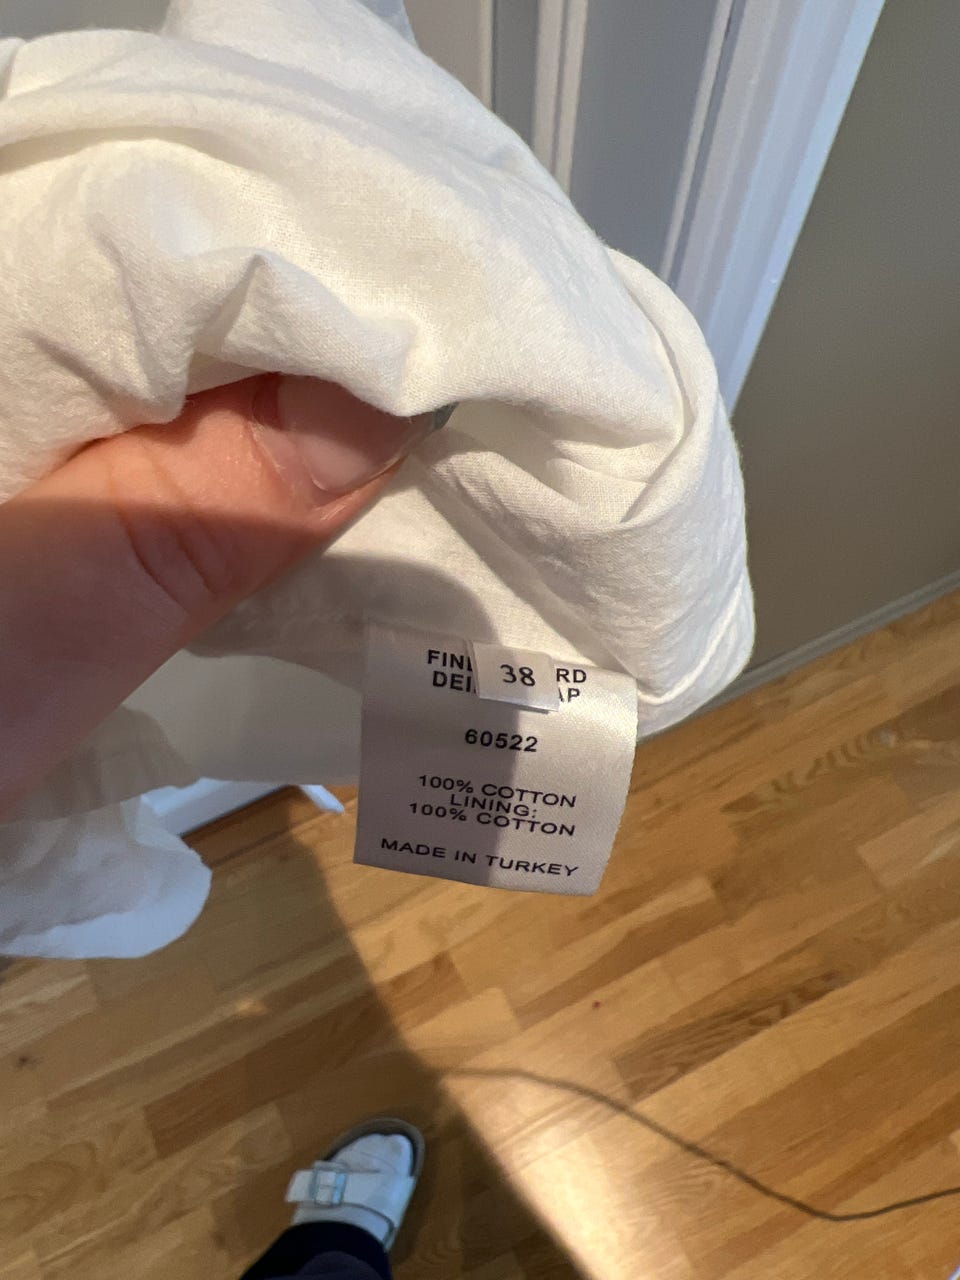 38
60522
100% COTTON
LINING:
100% COTTON
MADE IN TURKEY